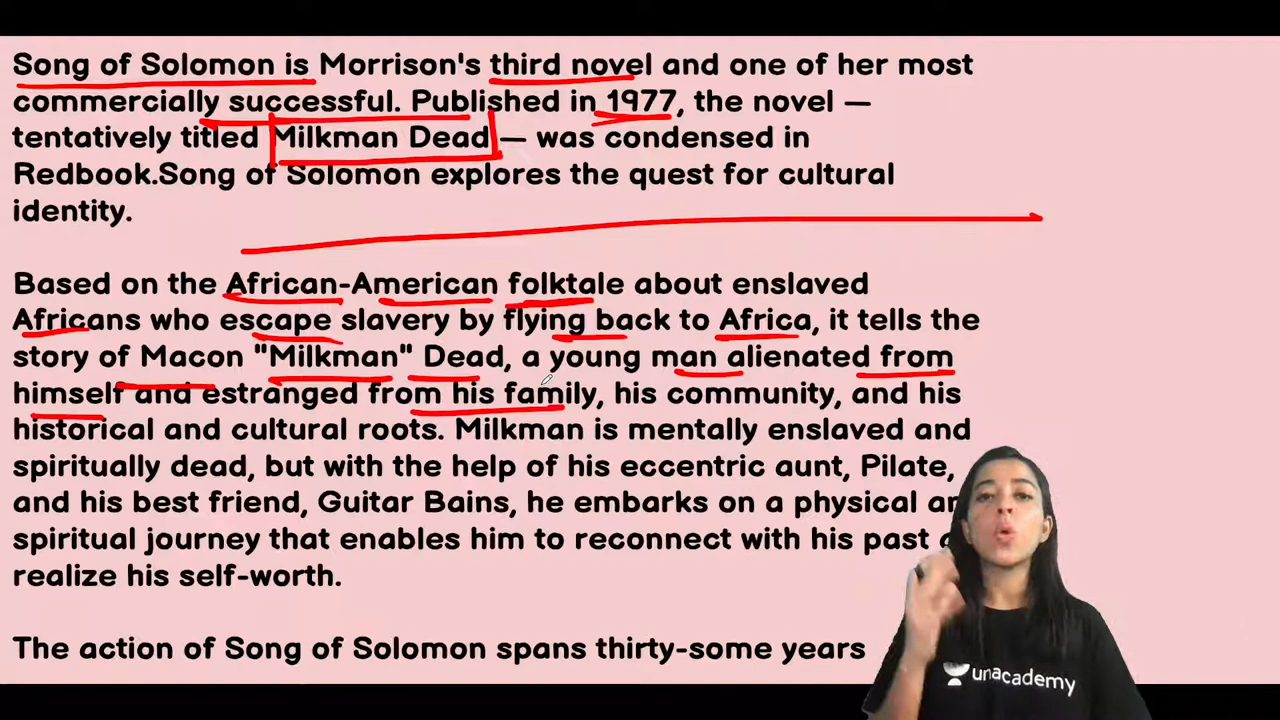 Song of Solomon is Morrison's third novel and one of her most
commercially successful. Published in 1977, the novel —
tentatively titled Milkman Dead — was condensed in
Redbook.Song of Solomon explores the quest for cultural
identity.
Based on the African-American folktale about enslaved
Africans who escape slavery by flying back to Africa, it tells the
story of Macon "Milkman" Dead, a young man alienated from
himself and estranged from his family, his community, and his
historical and cultural roots. Milkman is mentally enslaved and
spiritually dead, but with the help of his eccentric aunt, Pilate,
and his best friend, Guitar Bains, he embarks on a physical
spiritual journey that enables him to reconnect with his past
realize his self-worth.
The action of Song of Solomon spans thirty-some years
unacademy